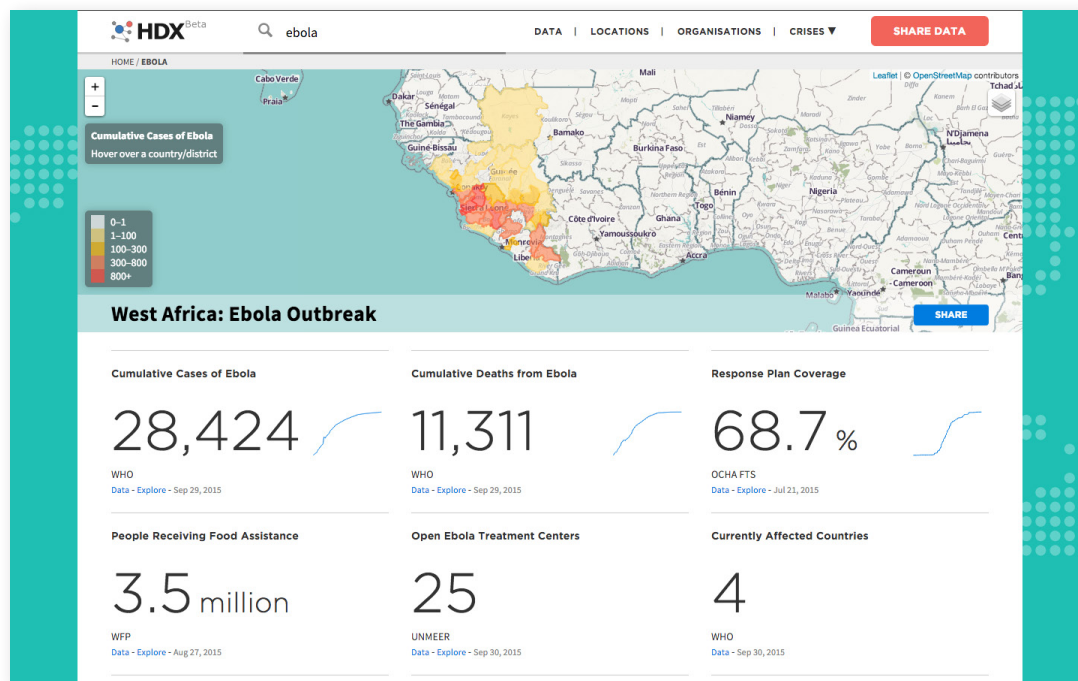 HDX Beta
ebola
DATA | LOCATIONS | ORGANISATIONS | CRISES ▼
SHARE DATA
HOME / EBOLA
+
-
Leaflet | © OpenStreetMap contributors
Cumulative Cases of Ebola
Hover over a country/district
0–1
1–100
100–300
300–800
800+
Cabo Verde
Praia
Saint-Louis
Dakar
Sénégal
The Gambia
Guiné-Bissau
Mali
Bamako
Guinée
Conakry
Sierra Leone
Monrovia
Côte d'Ivoire
Yamoussoukro
Burkina Faso
Ghana
Accra
Togo
Bénin
Niamey
Nigeria
Zinder
N'Djamena
Cameroun
- Cameroon
Yaoundé
Malabo
Guinea Ecuatorial
West Africa: Ebola Outbreak
SHARE
Cumulative Cases of Ebola
28,424
WHO
Data - Explore - Sep 29, 2015
Cumulative Deaths from Ebola
11,311
WHO
Data - Explore - Sep 29, 2015
Response Plan Coverage
68.7 %
OCHA FTS
Data - Explore - Jul 21, 2015
People Receiving Food Assistance
3.5 million
WFP
Data - Explore - Aug 27, 2015
Open Ebola Treatment Centers
25
UNMEER
Data - Explore - Sep 30, 2015
Currently Affected Countries
4
WHO
Data - Sep 30, 2015